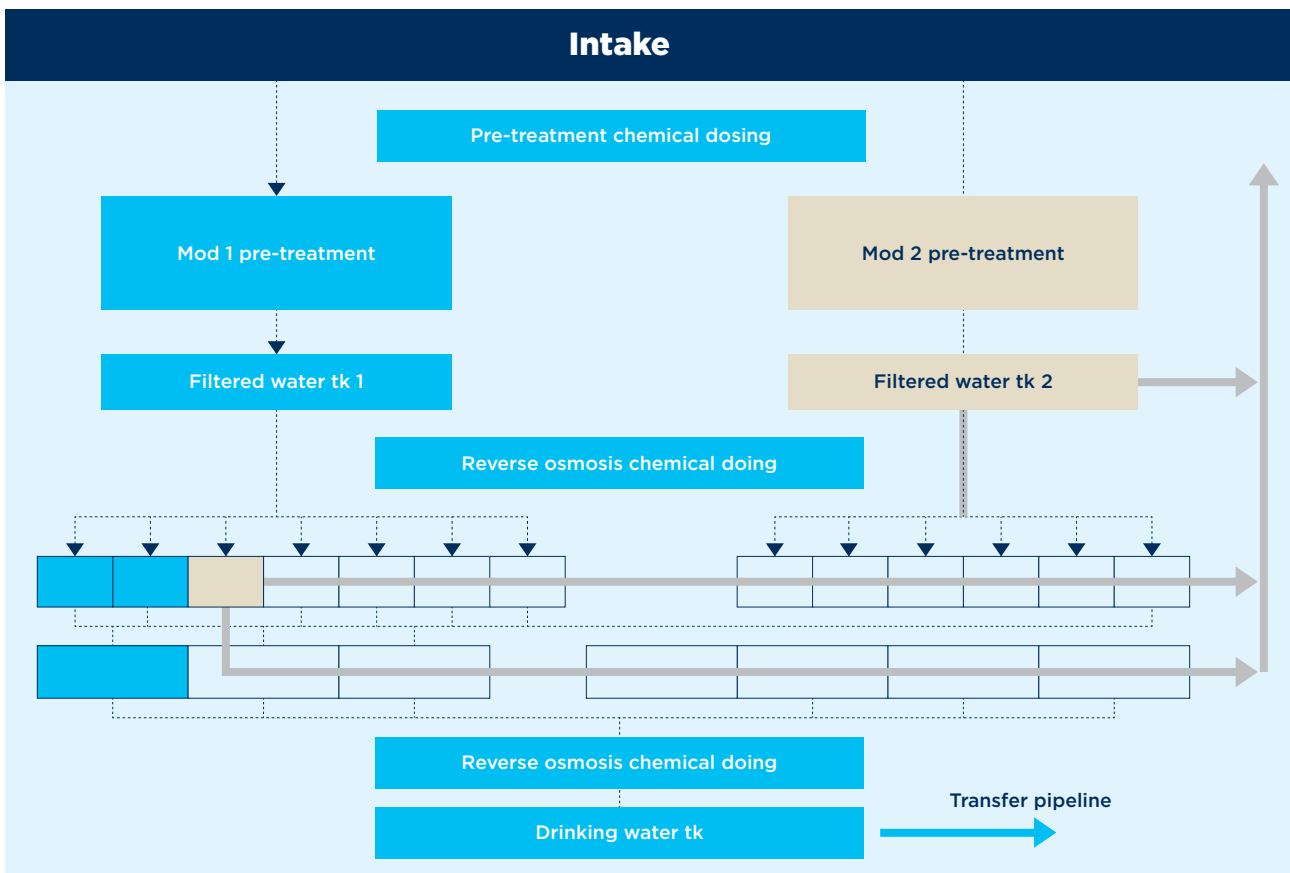 Intake
Pre-treatment chemical dosing
Mod 1 pre-treatment
Mod 2 pre-treatment
Filtered water tk 1
Filtered water tk 2
Reverse osmosis chemical doing
Reverse osmosis chemical doing
Transfer pipeline
Drinking water tk